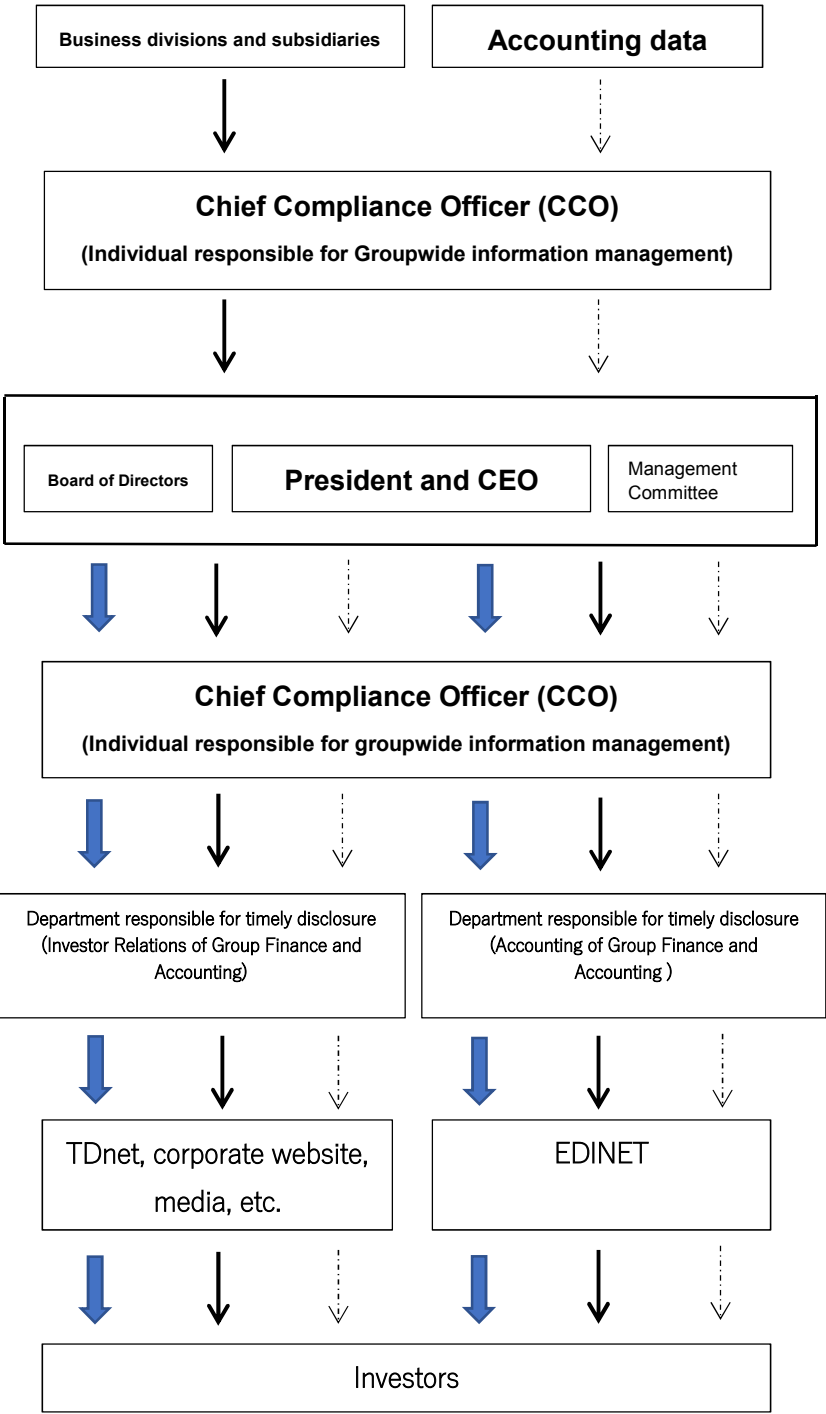 Business divisions and subsidiaries
Accounting data
Chief Compliance Officer (CCO)
(Individual responsible for Groupwide information management)
Board of Directors
President and CEO
Management
Committee
Chief Compliance Officer (CCO)
(Individual responsible for groupwide information management)
Department responsible for timely disclosure
(Investor Relations of Group Finance and
Accounting)
Department responsible for timely disclosure
(Accounting of Group Finance and
Accounting )
TDnet, corporate website,
media, etc.
EDINET
Investors